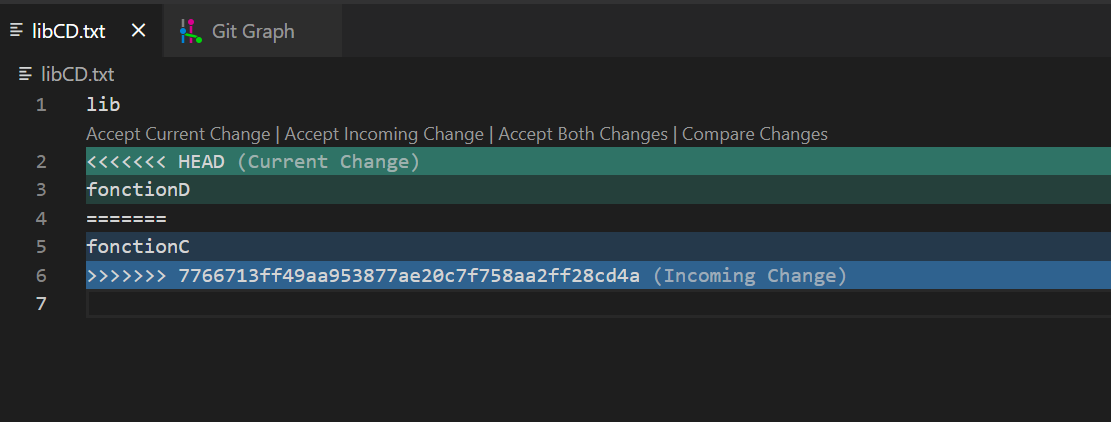 libCD.txt × Git Graph
libCD.txt
1 lib
Accept Current Change | Accept Incoming Change | Accept Both Changes | Compare Changes
2 <<<<<<< HEAD (Current Change)
3 fonctionD
4 =======
5 fonctionC
6 >>>>>>> 7766713ff49aa953877ae20c7f758aa2ff28cd4a (Incoming Change)
7